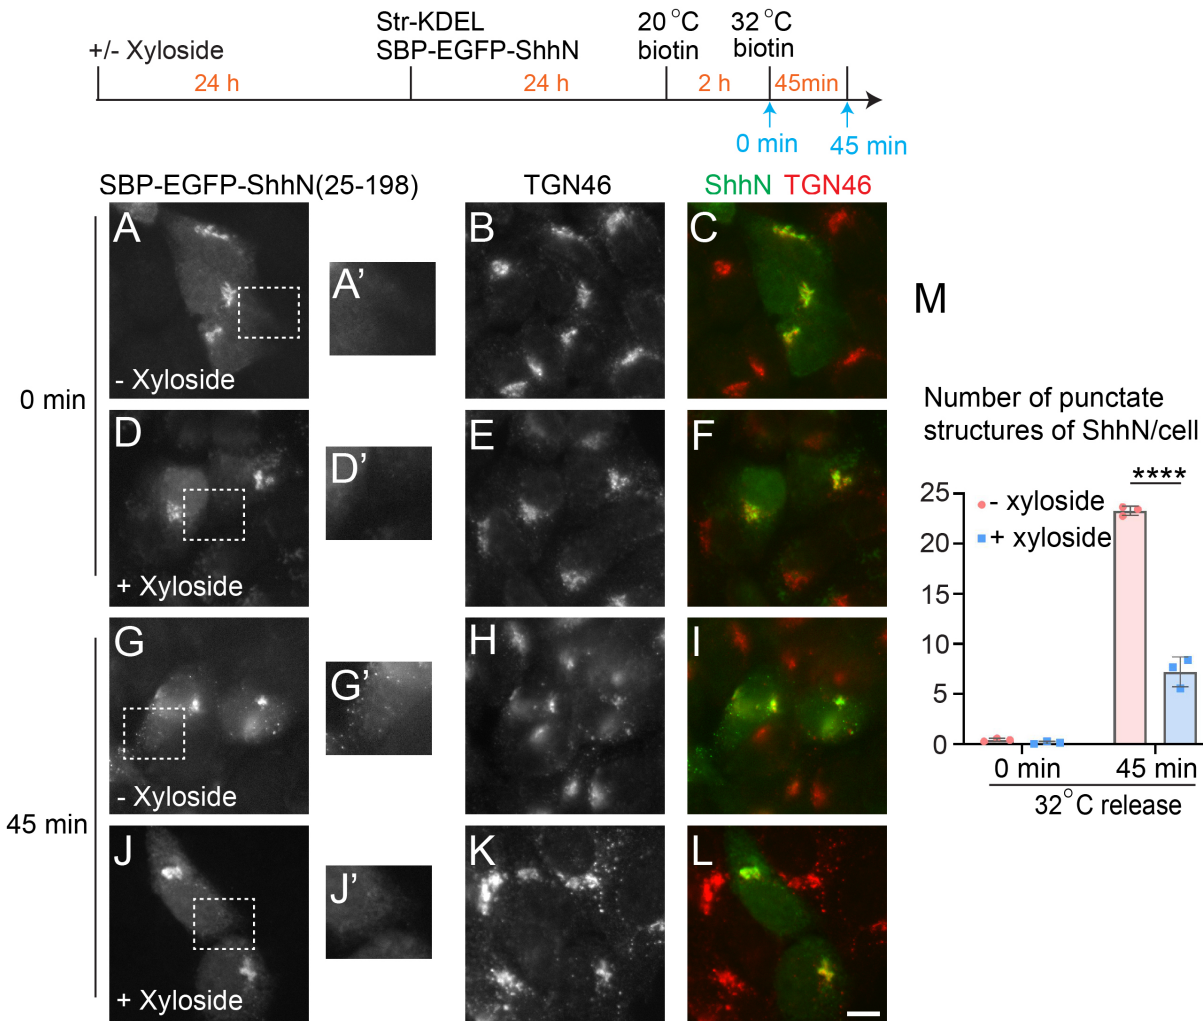 Str-KDEL
20 °C
32 °C
+/- Xyloside
SBP-EGFP-ShhN
biotin
biotin
24 h
24 h
2 h
45min
0 min
45 min
SBP-EGFP-ShhN(25-198)
TGN46
ShhN TGN46
A
A’
B
C
- Xyloside
0 min
D
D’
E
F
+ Xyloside
G
G’
H
I
- Xyloside
45 min
J
J’
K
L
+ Xyloside
M
Number of punctate
structures of ShhN/cell
****
25
20
15
10
5
0
- xyloside
+ xyloside
0 min
45 min
32°C release